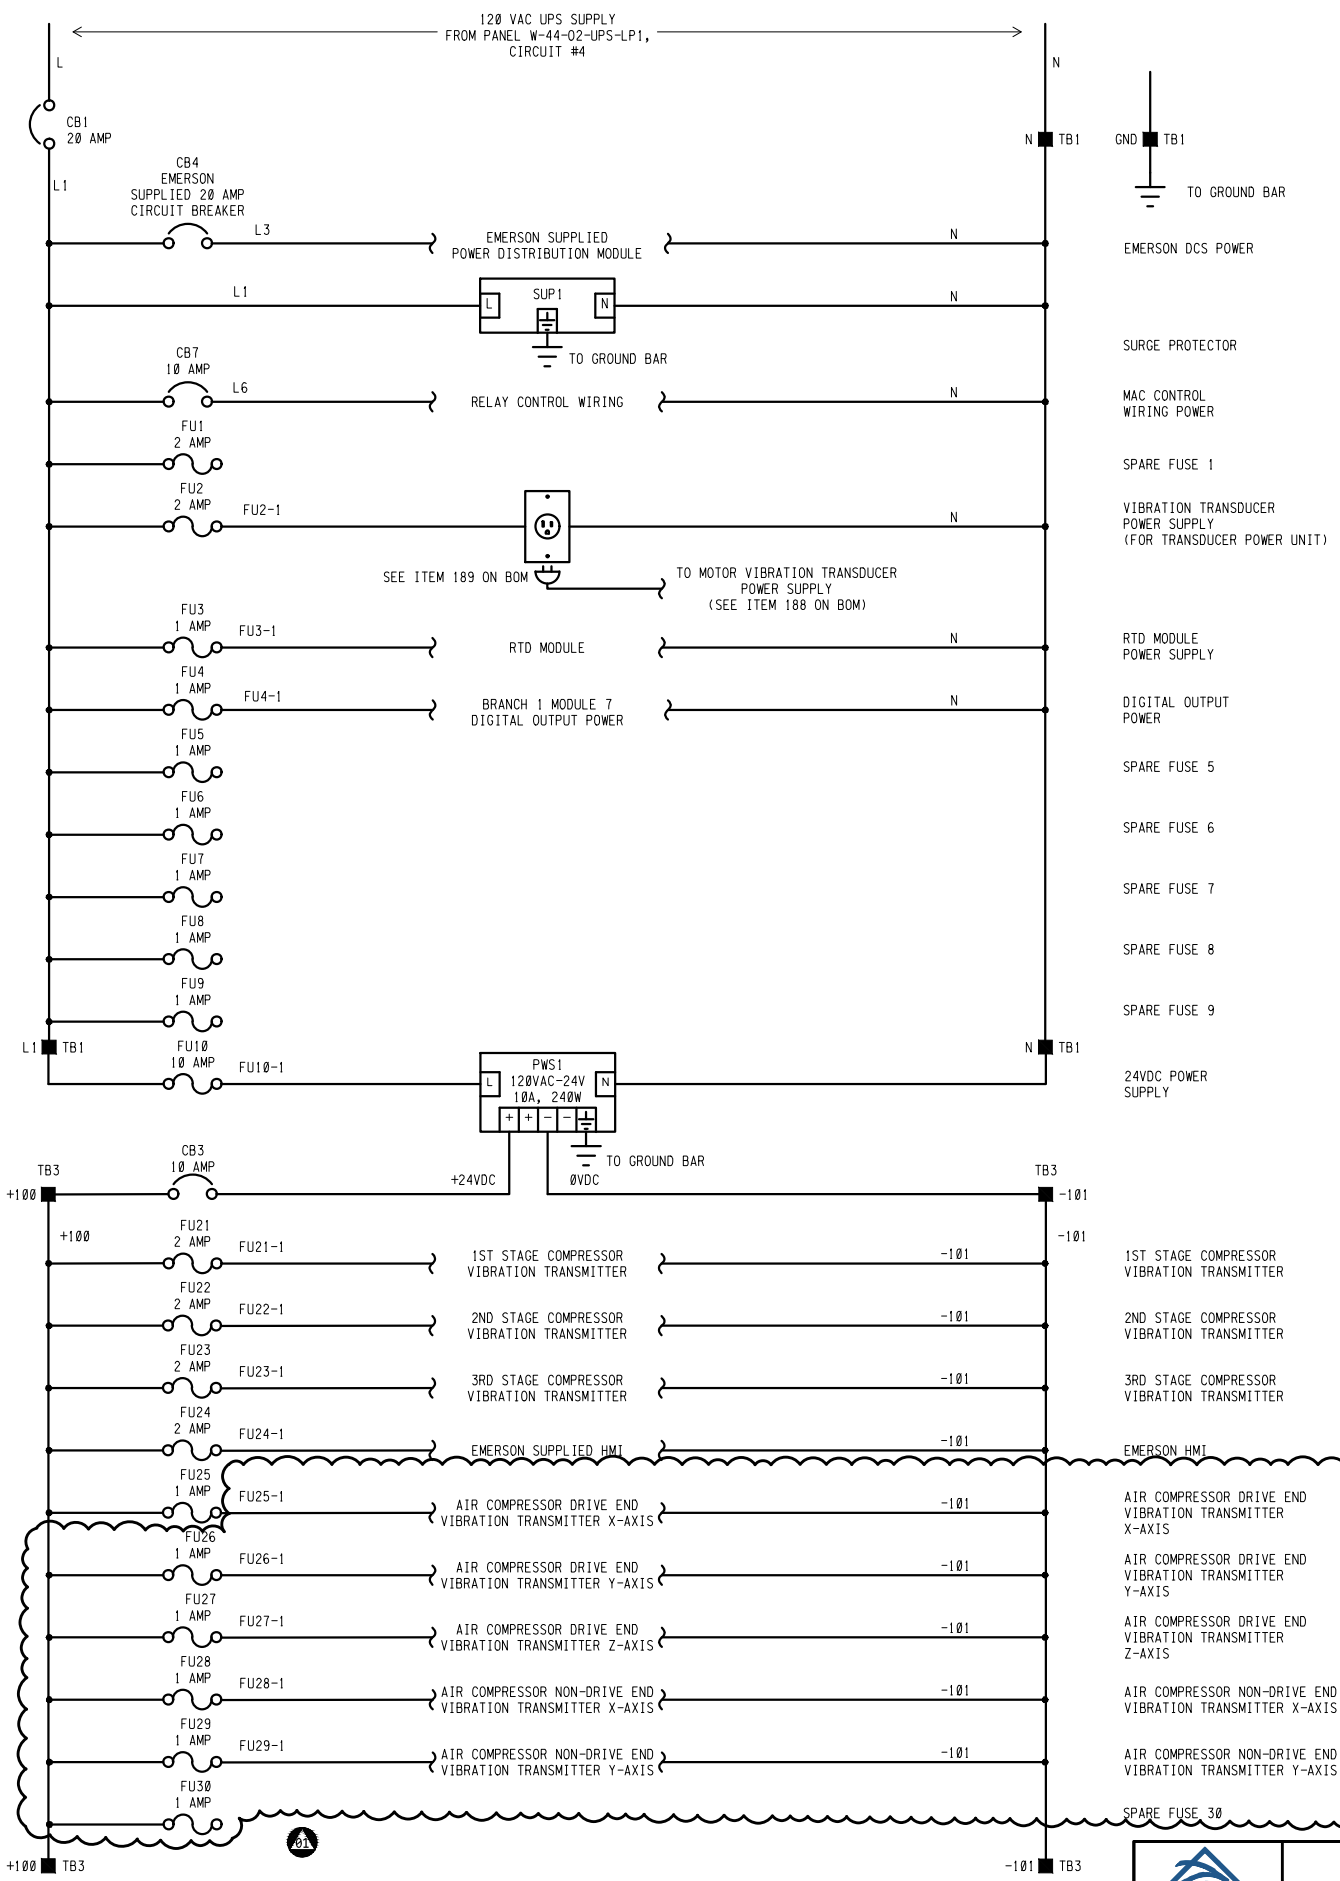 120 VAC UPS SUPPLY
FROM PANEL W-44-02-UPS-LP1,
CIRCUIT #4
L
N
CB1
20 AMP
N
TB1
GND
TB1
L1
CB4
EMERSON
SUPPLIED 20 AMP
CIRCUIT BREAKER
TO GROUND BAR
L3
EMERSON SUPPLIED
POWER DISTRIBUTION MODULE
N
EMERSON DCS POWER
L1
L
SUP1
N
N
TO GROUND BAR
SURGE PROTECTOR
CB7
10 AMP
L6
RELAY CONTROL WIRING
N
MAC CONTROL
WIRING POWER
FU1
2 AMP
SPARE FUSE 1
FU2
2 AMP
FU2-1
N
VIBRATION TRANSDUCER
POWER SUPPLY
(FOR TRANSDUCER POWER UNIT)
SEE ITEM 189 ON BOM
TO MOTOR VIBRATION TRANSDUCER
POWER SUPPLY
(SEE ITEM 188 ON BOM)
FU3
1 AMP
FU3-1
RTD MODULE
N
RTD MODULE
POWER SUPPLY
FU4
1 AMP
FU4-1
BRANCH 1 MODULE 7
DIGITAL OUTPUT POWER
N
DIGITAL OUTPUT
POWER
FU5
1 AMP
SPARE FUSE 5
FU6
1 AMP
SPARE FUSE 6
FU7
1 AMP
SPARE FUSE 7
FU8
1 AMP
SPARE FUSE 8
FU9
1 AMP
SPARE FUSE 9
L1
TB1
FU10
10 AMP
FU10-1
L
PWS1
120VAC-24V
10A, 240W
N
+ + - -
N
TB1
24VDC POWER
SUPPLY
TO GROUND BAR
CB3
10 AMP
+24VDC
0VDC
TB3
+100
TB3
-101
+100
-101
FU21
2 AMP
FU21-1
1ST STAGE COMPRESSOR
VIBRATION TRANSMITTER
-101
1ST STAGE COMPRESSOR
VIBRATION TRANSMITTER
FU22
2 AMP
FU22-1
2ND STAGE COMPRESSOR
VIBRATION TRANSMITTER
-101
2ND STAGE COMPRESSOR
VIBRATION TRANSMITTER
FU23
2 AMP
FU23-1
3RD STAGE COMPRESSOR
VIBRATION TRANSMITTER
-101
3RD STAGE COMPRESSOR
VIBRATION TRANSMITTER
FU24
2 AMP
FU24-1
EMERSON SUPPLIED HMI
-101
EMERSON HMI
FU25
1 AMP
FU25-1
AIR COMPRESSOR DRIVE END
VIBRATION TRANSMITTER X-AXIS
-101
AIR COMPRESSOR DRIVE END
VIBRATION TRANSMITTER
X-AXIS
FU26
1 AMP
FU26-1
AIR COMPRESSOR DRIVE END
VIBRATION TRANSMITTER Y-AXIS
-101
AIR COMPRESSOR DRIVE END
VIBRATION TRANSMITTER
Y-AXIS
FU27
1 AMP
FU27-1
AIR COMPRESSOR DRIVE END
VIBRATION TRANSMITTER Z-AXIS
-101
AIR COMPRESSOR DRIVE END
VIBRATION TRANSMITTER
Z-AXIS
FU28
1 AMP
FU28-1
AIR COMPRESSOR NON-DRIVE END
VIBRATION TRANSMITTER X-AXIS
-101
AIR COMPRESSOR NON-DRIVE END
VIBRATION TRANSMITTER X-AXIS
FU29
1 AMP
FU29-1
AIR COMPRESSOR NON-DRIVE END
VIBRATION TRANSMITTER Y-AXIS
-101
AIR COMPRESSOR NON-DRIVE END
VIBRATION TRANSMITTER Y-AXIS
FU30
1 AMP
SPARE FUSE 30
01
+100
TB3
-101
TB3